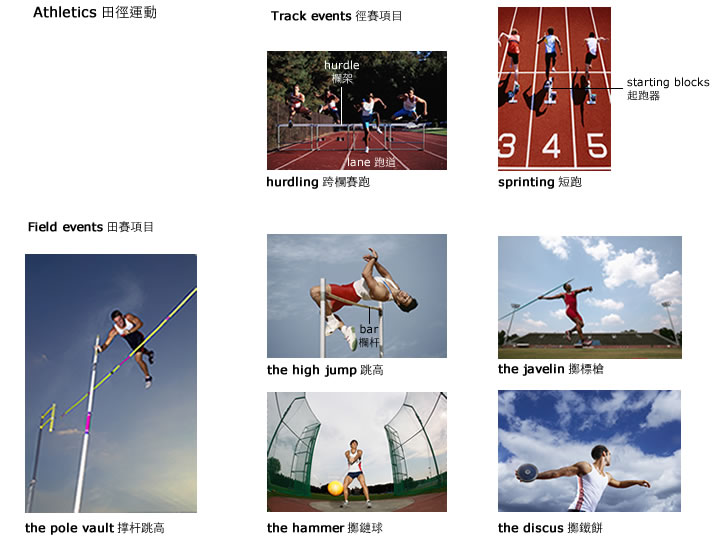 Athletics 田徑運動
Track events 徑賽項目
hurdle
欄架
lane 跑道
hurdling 跨欄賽跑
starting blocks
起跑器
3 4 5
sprinting 短跑
Field events 田賽項目
the pole vault 撐杆跳高
bar
欄杆
the high jump 跳高
the javelin 擲標槍
the hammer 擲鏈球
the discus 擲鐵餅